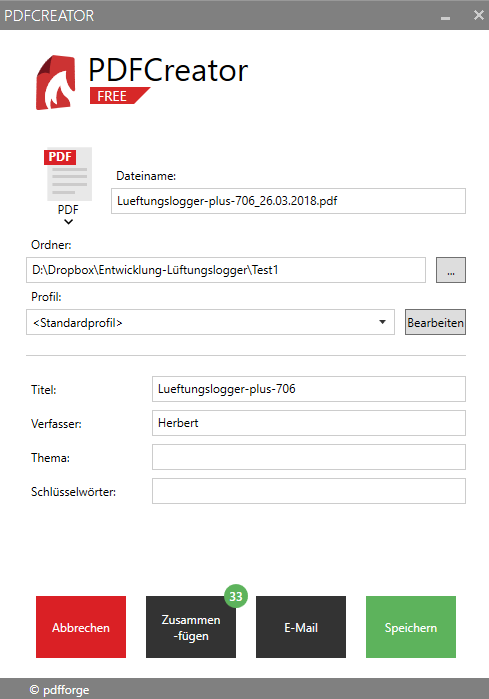 PDFCREATOR
PDFCreator
FREE
PDF
PDF
Dateiname:
Lueftungslogger-plus-706_26.03.2018.pdf
Ordner:
D:\Dropbox\Entwicklung-Lüftungslogger\Test1
...
Profil:
<Standardprofil>
Bearbeiten
Titel:
Lueftungslogger-plus-706
Verfasser:
Herbert
Thema:
Schlüsselwörter:
33
Abbrechen
Zusammen
-fügen
E-Mail
Speichern
© pdfforge